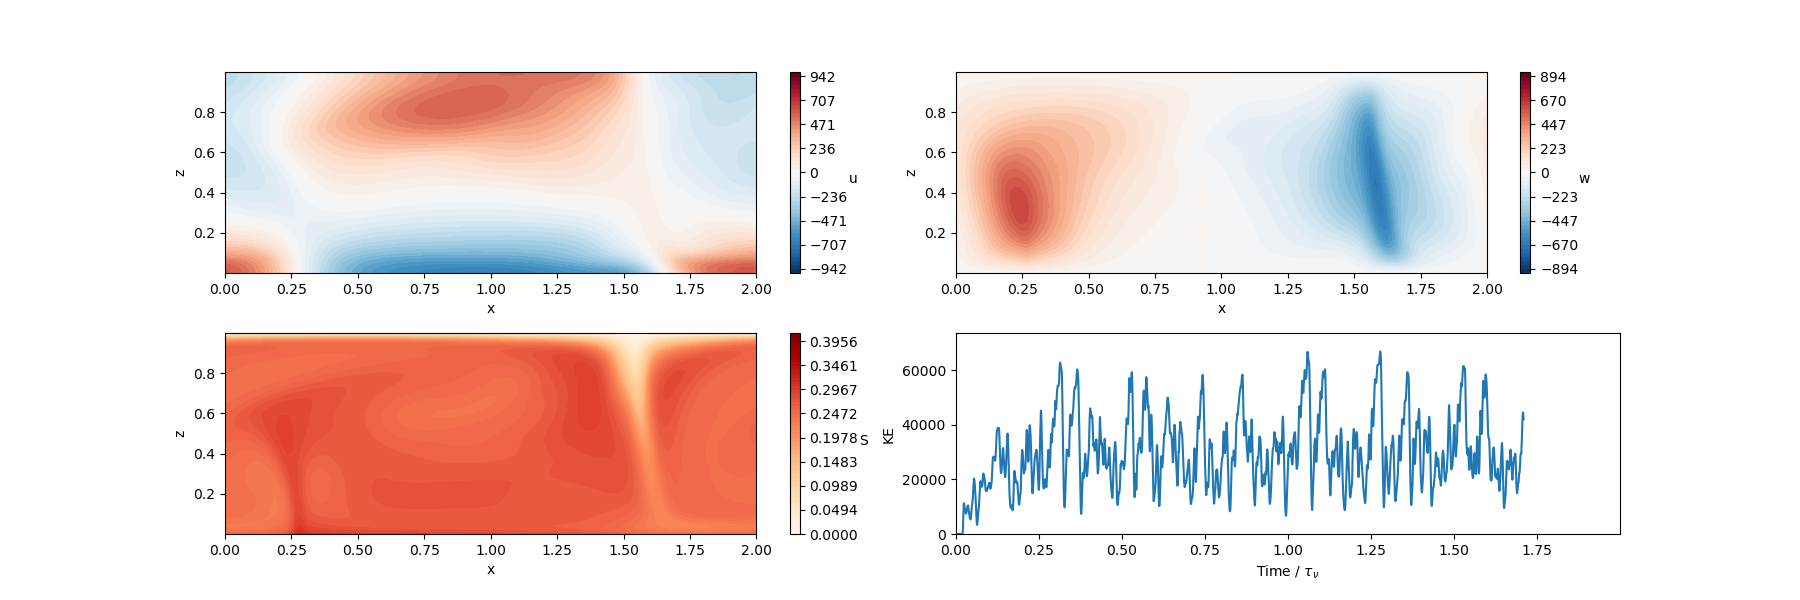 0.8
0.6
0.4
0.2
z
0.00 0.25 0.50 0.75 1.00 1.25 1.50 1.75 2.00
x
942
707
471
236
0
−236
−471
−707
−942
u
0.8
0.6
0.4
0.2
z
0.00 0.25 0.50 0.75 1.00 1.25 1.50 1.75 2.00
x
894
670
447
223
0
−223
−447
−670
−894
w
0.8
0.6
0.4
0.2
z
0.00 0.25 0.50 0.75 1.00 1.25 1.50 1.75 2.00
x
0.3956
0.3461
0.2967
0.2472
0.1978
0.1483
0.0989
0.0494
0.0000
S
60000
40000
20000
0
KE
0.00 0.25 0.50 0.75 1.00 1.25 1.50 1.75
Time / τν